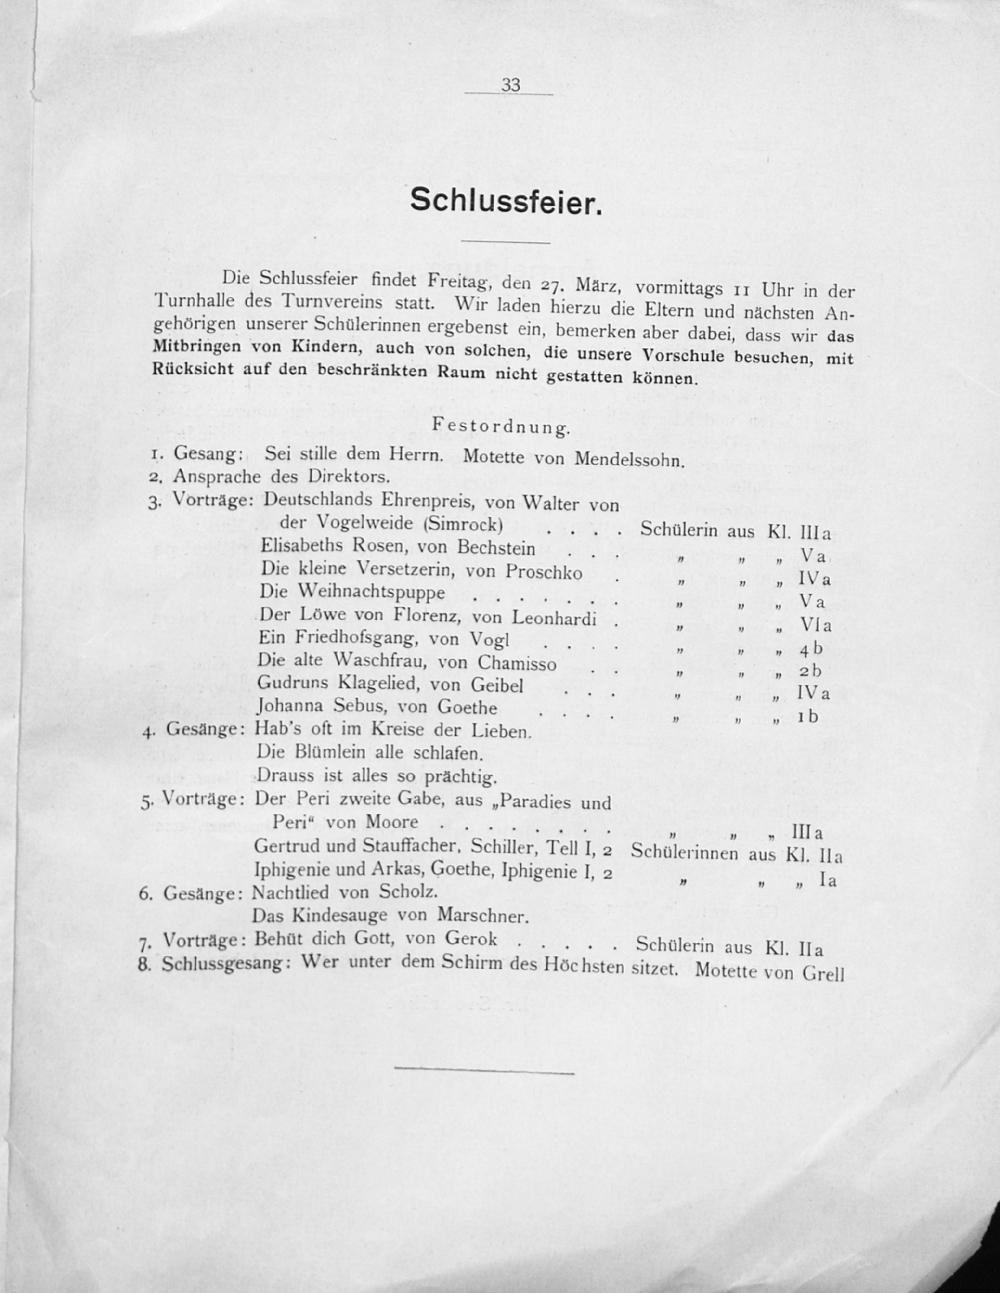 33
Schlussfeier.
Die Schlussfeier findet Freitag, den 27. März, vormittags 11 Uhr in der
Turnhalle des Turnvereins statt. Wir laden hierzu die Eltern und nächsten An-
gehörigen unserer Schülerinnen ergebenst ein, bemerken aber dabei, dass wir das
Mitbringen von Kindern, auch von solchen, die unsere Vorschule besuchen, mit
Rücksicht auf den beschränkten Raum nicht gestatten können.
Festordnung.
1. Gesang: Sei stille dem Herrn. Motette von Mendelssohn.
2. Ansprache des Direktors.
3. Vorträge: Deutschlands Ehrenpreis, von Walter von
der Vogelweide (Simrock) . . . . Schülerin aus Kl. IIIa
Elisabeths Rosen, von Bechstein . . . „ „ „ Va
Die kleine Versetzerin, von Proschko . „ „ „ IVa
Die Weihnachtspuppe . . . . . . . „ „ „ Va
Der Löwe von Florenz, von Leonhardi . „ „ „ VIa
Ein Friedhofsgang, von Vogl . . . . „ „ „ 4b
Die alte Waschfrau, von Chamisso . . „ „ „ 2b
Gudruns Klagelied, von Geibel . . . „ „ „ IVa
Johanna Sebus, von Goethe . . . . „ „ „ 1b
4. Gesänge: Hab's oft im Kreise der Lieben.
Die Blümlein alle schlafen.
Drauss ist alles so prächtig.
5. Vorträge: Der Peri zweite Gabe, aus „Paradies und
Peri“ von Moore . . . . . . . . „ „ „ IIIa
Gertrud und Stauffacher, Schiller, Tell I, 2 Schülerinnen aus Kl. IIa
Iphigenie und Arkas, Goethe, Iphigenie I, 2 „ „ „ Ia
6. Gesänge: Nachtlied von Scholz.
Das Kindesauge von Marschner.
7. Vorträge: Behüt dich Gott, von Gerok . . . . . Schülerin aus Kl. IIa
8. Schlussgesang: Wer unter dem Schirm des Höchsten sitzet. Motette von Grell